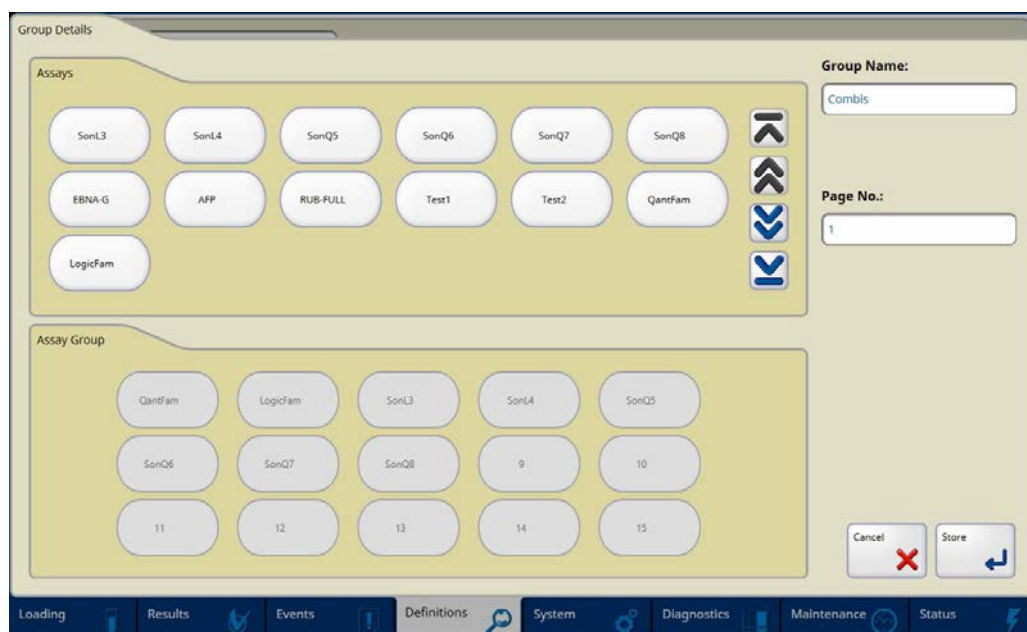 Group Details
Assays
SonL3 SonL4 SonQ5 SonQ6 SonQ7 SonQ8
EBNA-G AFP RUB-FULL Test1 Test2 QantFam
LogicFam
Group Name:
Combis
Page No.:
1
Assay Group
QantFam LogicFam SonL3 SonL4 SonQ5
SonQ6 SonQ7 SonQ8 9 10
11 12 13 14 15
Cancel Store
Loading Results Events Definitions System Diagnostics Maintenance Status